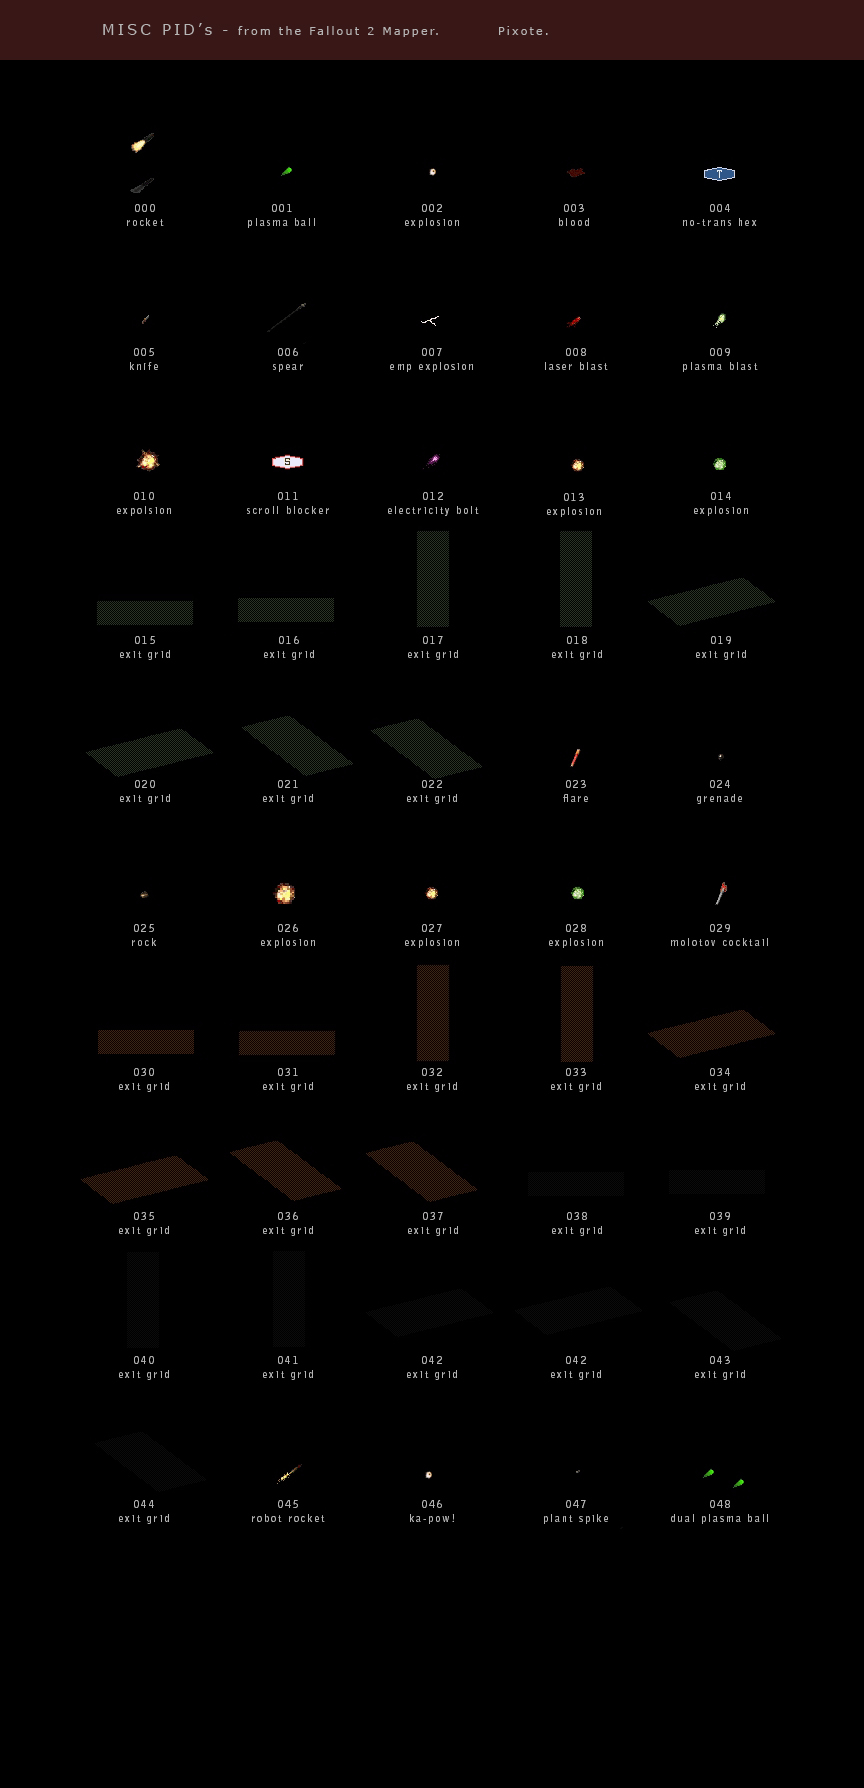 MISC PID's - from the Fallout 2 Mapper. Pixote.
T
000 001 002 003 004
rocket plasma ball explosion blood no-trans hex
005 006 007 008 009
knife spear emp explosion laser blast plasma blast
S
010 011 012 013 014
expolsion scroll blocker electricity bolt explosion explosion
015 016 017 018 019
exit grid exit grid exit grid exit grid exit grid
020 021 022 023 024
exit grid exit grid exit grid flare grenade
025 026 027 028 029
rock explosion explosion explosion molotov cocktail
030 031 032 033 034
exit grid exit grid exit grid exit grid exit grid
035 036 037 038 039
exit grid exit grid exit grid exit grid exit grid
040 041 042 042 043
exit grid exit grid exit grid exit grid exit grid
044 045 046 047 048
exit grid robot rocket ka-pow! plant spike dual plasma ball